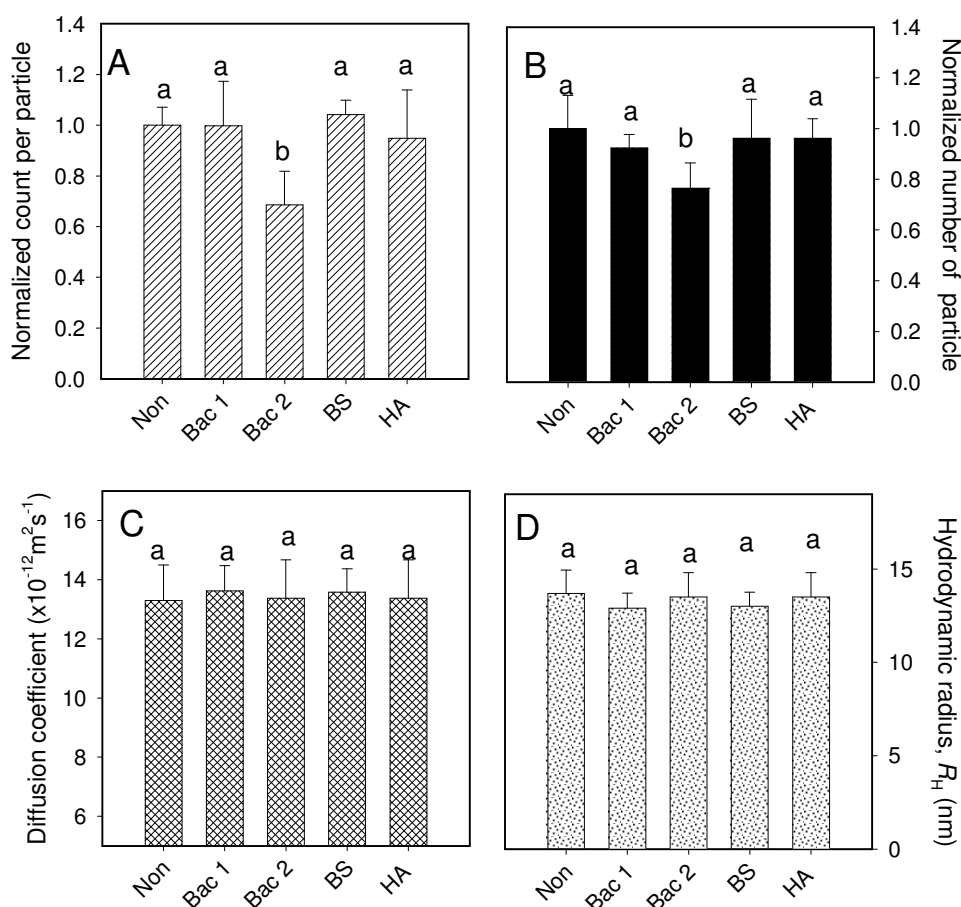 A
Normalized count per particle
1.4
1.2
1.0
0.8
0.6
0.4
0.2
0.0
a
a
b
a
a
Non
Bac 1
Bac 2
BS
HA
B
a
a
b
a
a
1.4
1.2
1.0
0.8
0.6
0.4
0.2
0.0
Normalized number of particle
Non
Bac 1
Bac 2
BS
HA
C
Diffusion coefficient (x10⁻¹²m²s⁻¹)
16
14
12
10
8
6
a
a
a
a
a
Non
Bac 1
Bac 2
BS
HA
D
a
a
a
a
a
15
10
5
0
Hydrodynamic radius, R_H (nm)
Non
Bac 1
Bac 2
BS
HA